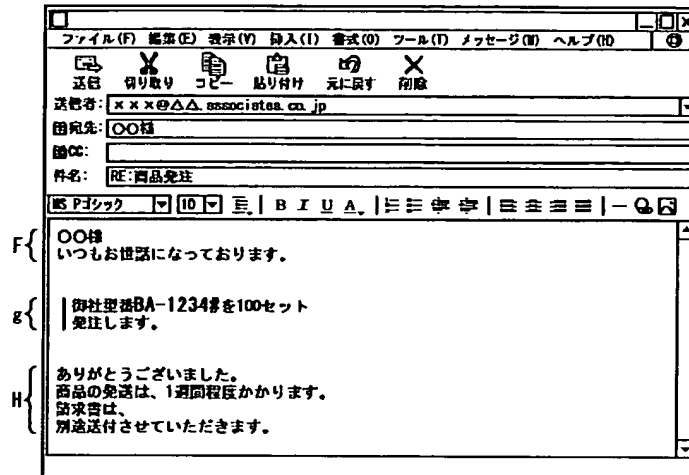 ファイル(F) 編集(E) 表示(V) 挿入(I) 書式(O) ツール(T) メッセージ(M) ヘルプ(H)
送信 切り取り コピー 貼り付け 元に戻す 削除
送信者: ×××@△△.associates.co.jp
宛先: 〇〇様
CC:
件名: RE:商品発注
MS Pゴシック 10 B I U A
F{ 〇〇様
いつもお世話になっております。
g{ 御社型番BA-1234#を100セット
発注します。
H{ ありがとうございました。
商品の発送は、1週間程度かかります。
請求書は、
別途送付させていただきます。